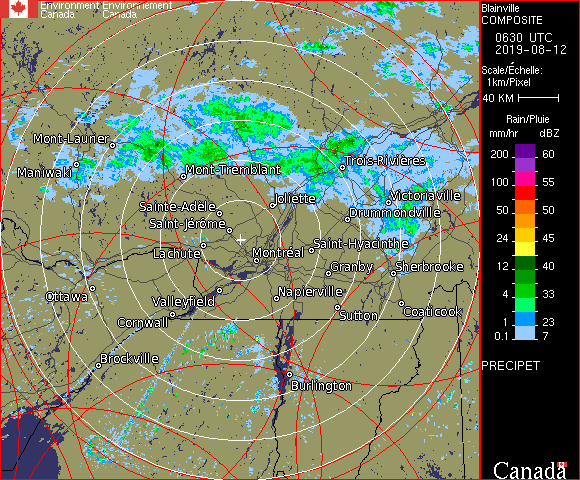 Environment Environnement
Canada Canada
Mont-Laurier
Maniwaki
Mont-Tremblant
Trois-Rivières
Joliette
Victoriaville
Sainte-Adele
Drummondville
Saint-Jérôme
Lachute
Saint-Hyacinthe
Montréal
Granby
Sherbrooke
Ottawa
Valleyfield
Napierville
Cornwall
Sutton
Coaticook
Brockville
Burlington
Blainville
COMPOSITE
0630 UTC
2019-08-12
Scale/Échelle:
1km/Pixel
40 KM
Rain/Pluie
mm/hr dBZ
200 60
100 55
50 50
24 45
12 40
4 33
1 23
0.1 7
PRECIPET
Canada